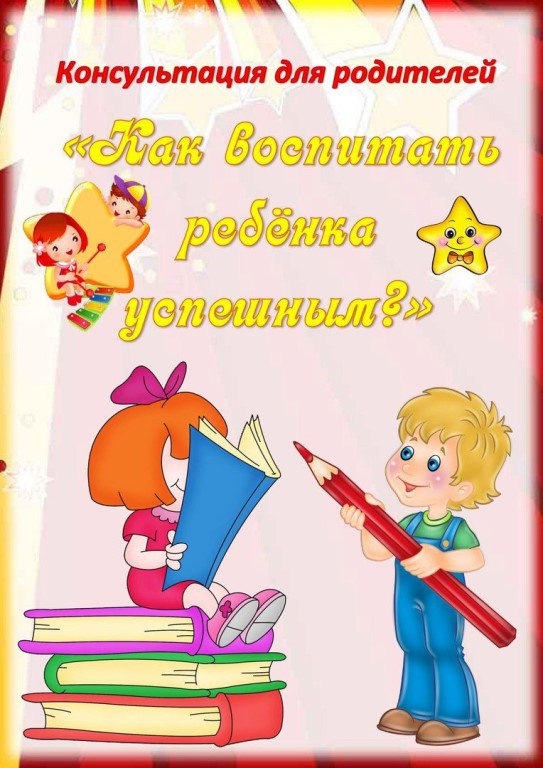 Консультация для родителей
«Как воспитать
ребёнка
успешным?»